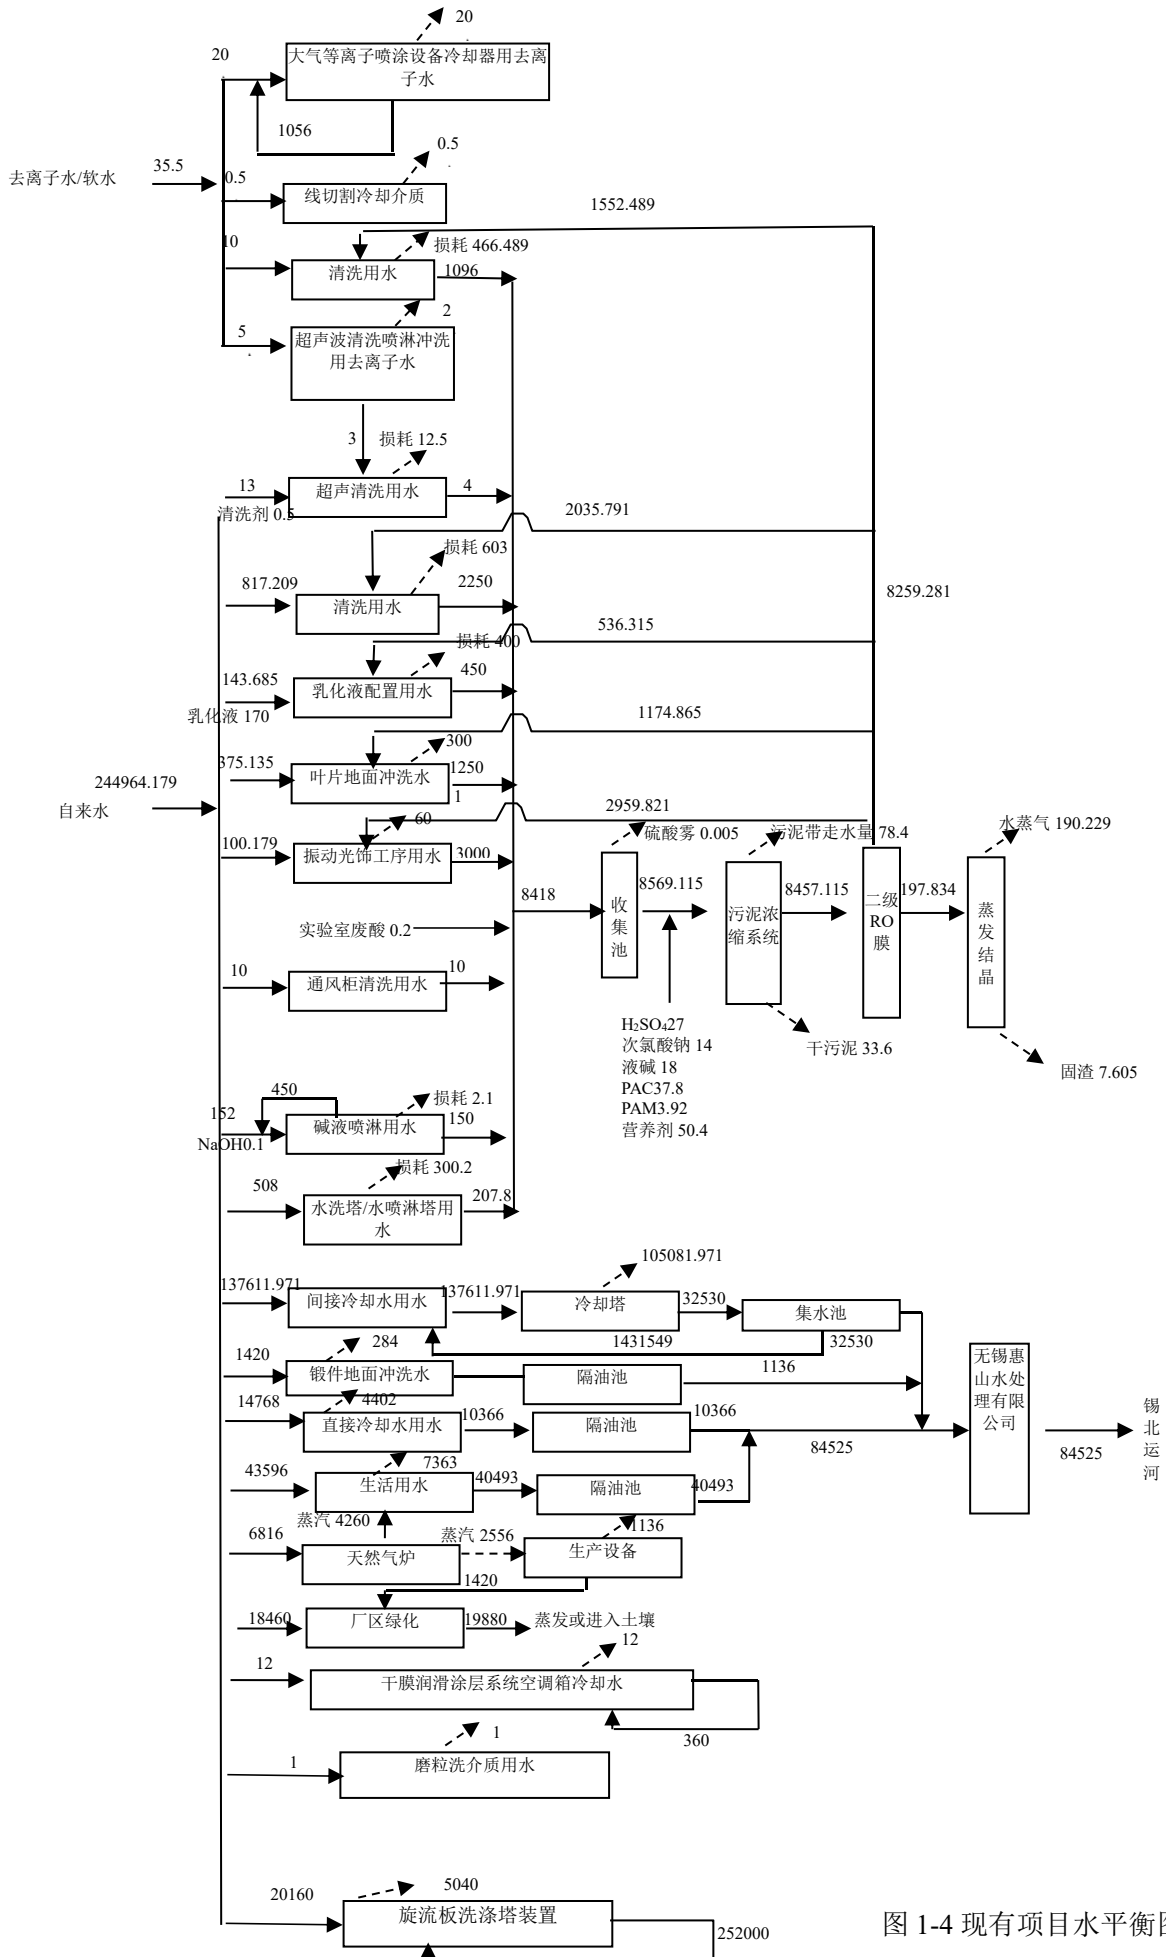 20
20
大气等离子喷涂设备冷却器用去离
子水
1056
0.5
去离子水/软水
35.5
0.5
线切割冷却介质
1552.489
10
损耗 466.489
清洗用水
1096
2
5
超声波清洗喷淋冲洗
用去离子水
3
损耗 12.5
13
超声清洗用水
4
清洗剂 0.5
2035.791
损耗 603
817.209
清洗用水
2250
8259.281
536.315
损耗 400
143.685
乳化液配置用水
450
乳化液 170
1174.865
300
375.135
叶片地面冲洗水
1250
1
244964.179
自来水
2959.821
60
硫酸雾 0.005
污泥带走水量 78.4
水蒸气 190.229
100.179
振动光饰工序用水
3000
8418
收
集
池
8569.115
污泥浓
缩系统
8457.115
二级
RO
膜
197.834
蒸
发
结
晶
实验室废酸 0.2
10
通风柜清洗用水
10
H₂SO₄27
次氯酸钠 14
液碱 18
PAC37.8
PAM3.92
营养剂 50.4
干污泥 33.6
固渣 7.605
450
152
损耗 2.1
NaOH0.1
碱液喷淋用水
150
损耗 300.2
508
水洗塔/水喷淋塔用
水
207.8
105081.971
137611.971
间接冷却水用水
137611.971
冷却塔
32530
集水池
1431549
32530
284
1420
锻件地面冲洗水
隔油池
1136
无锡惠
山水处
理有限
公司
14768
4402
直接冷却水用水
10366
隔油池
10366
84525
84525
锡
北
运
河
7363
43596
生活用水
40493
隔油池
40493
蒸汽 4260
6816
天然气炉
蒸汽 2556
1136
生产设备
1420
18460
厂区绿化
19880
蒸发或进入土壤
12
12
干膜润滑涂层系统空调箱冷却水
360
1
1
磨粒洗介质用水
5040
20160
旋流板洗涤塔装置
252000
图 1-4 现有项目水平衡图